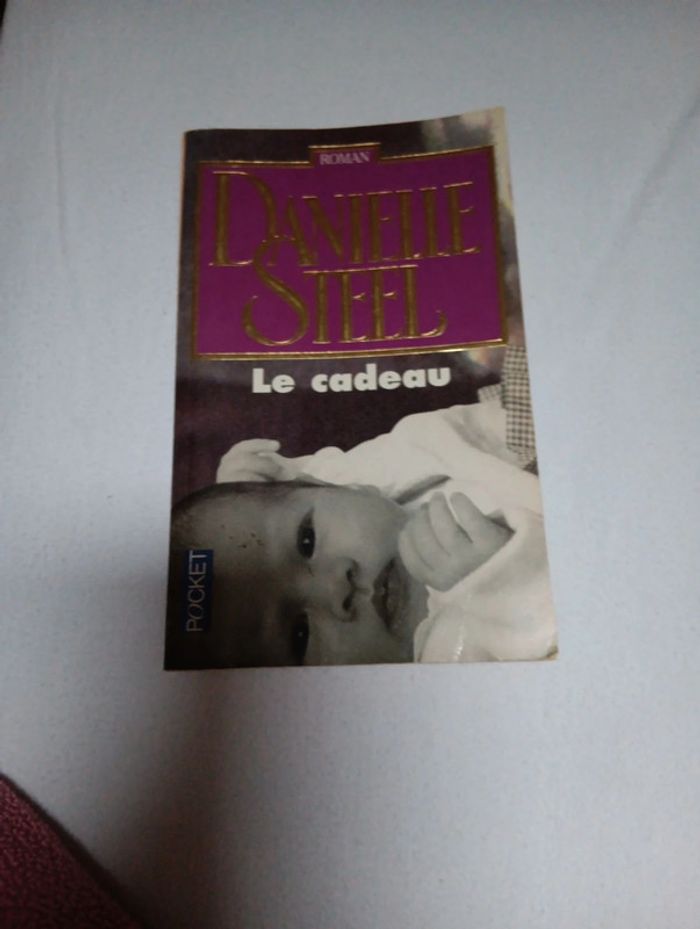 ROMAN
DANIELLE
STEEL
Le cadeau
POCKET